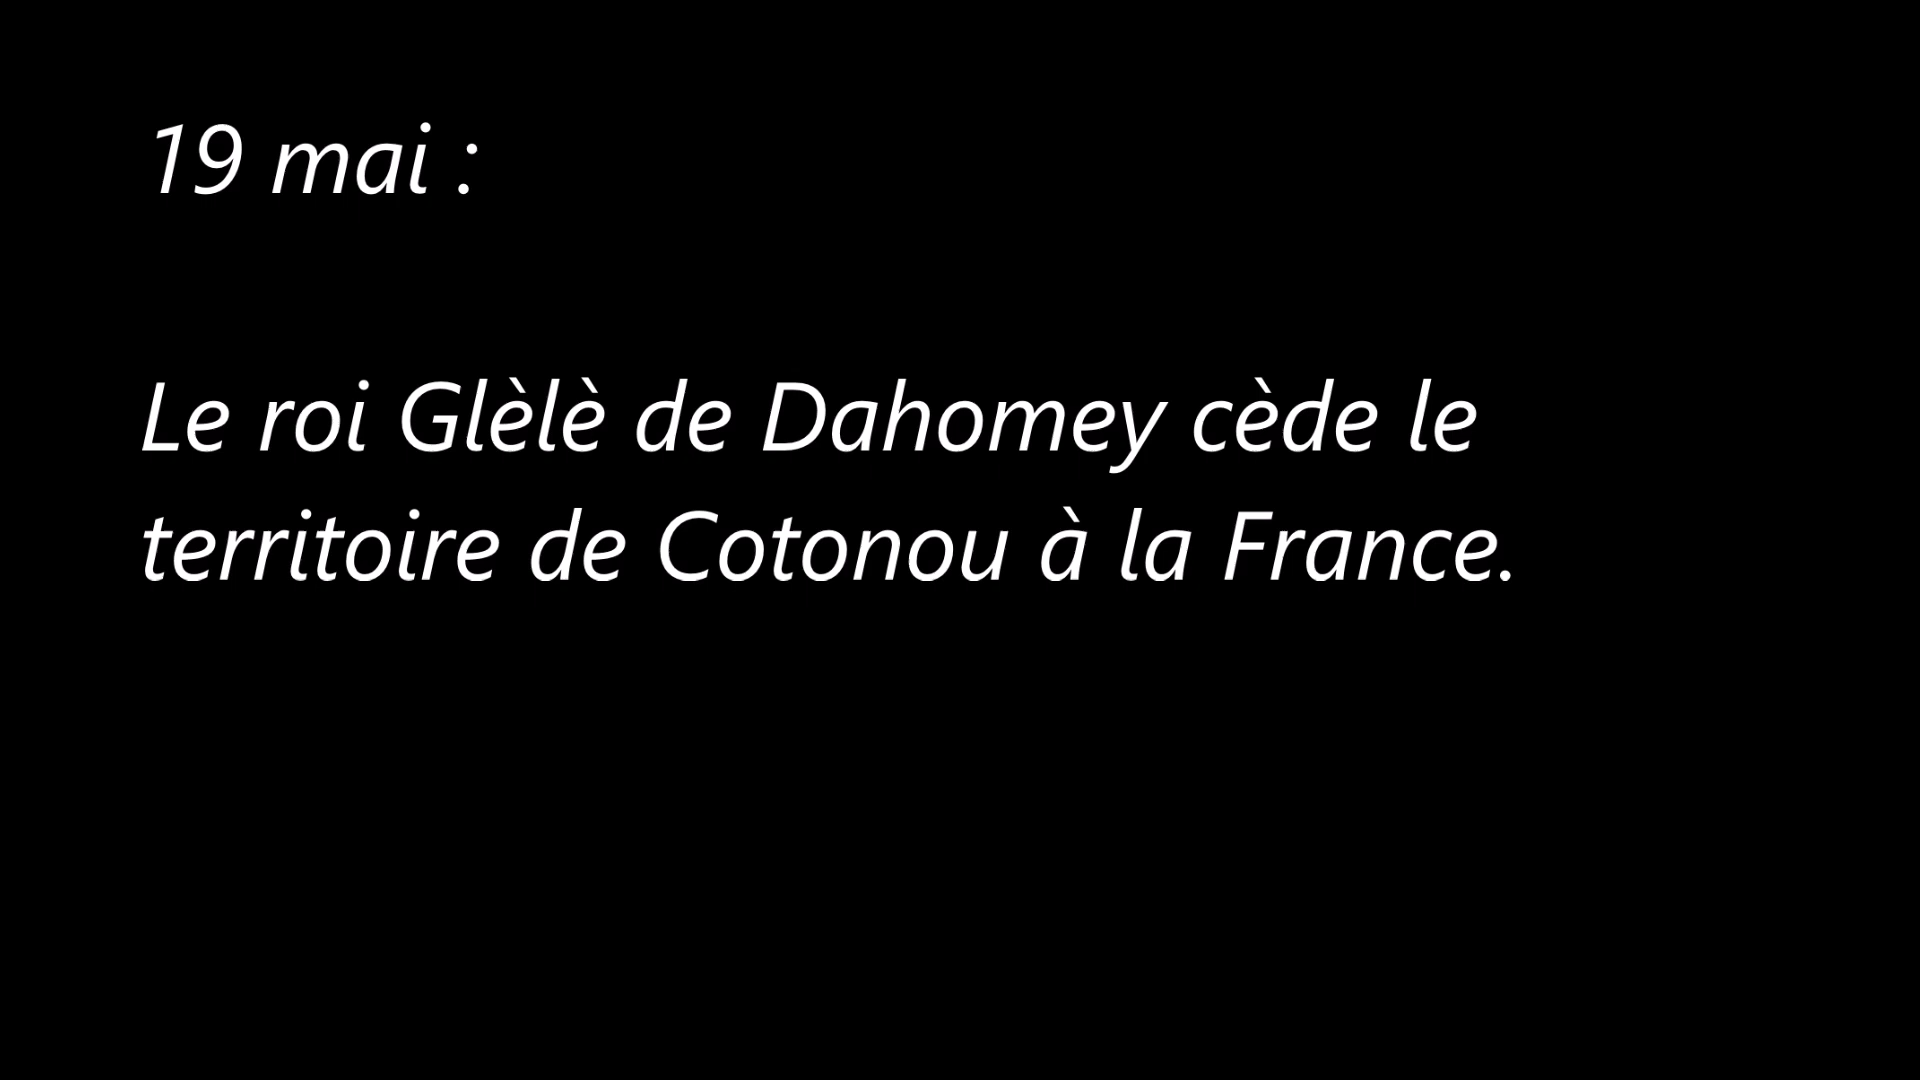 19 mai :
Le roi Glèlè de Dahomey cède le
territoire de Cotonou à la France.